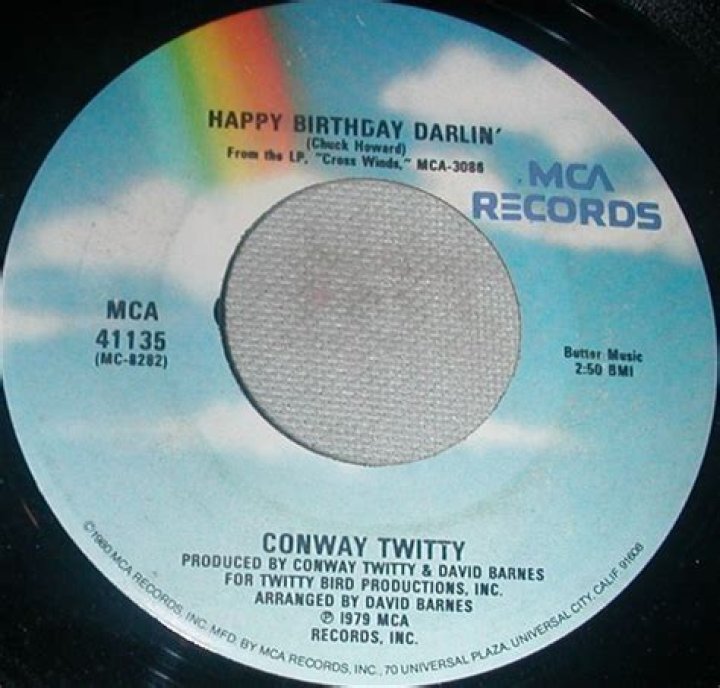 HAPPY BIRTHDAY DARLIN'
(Chuck Howard)
From the LP. "Cross Winds," MCA-3086
MCA
RECORDS
MCA
41135
(MC-8282)
Butter Music
2:50 BMI
CONWAY TWITTY
PRODUCED BY CONWAY TWITTY & DAVID BARNES
FOR TWITTY BIRD PRODUCTIONS, INC.
ARRANGED BY DAVID BARNES
℗ 1979 MCA
RECORDS, INC.
©1980 MCA RECORDS, INC. MFD. BY MCA RECORDS, INC., 70 UNIVERSAL PLAZA, UNIVERSAL CITY, CALIF. 91608